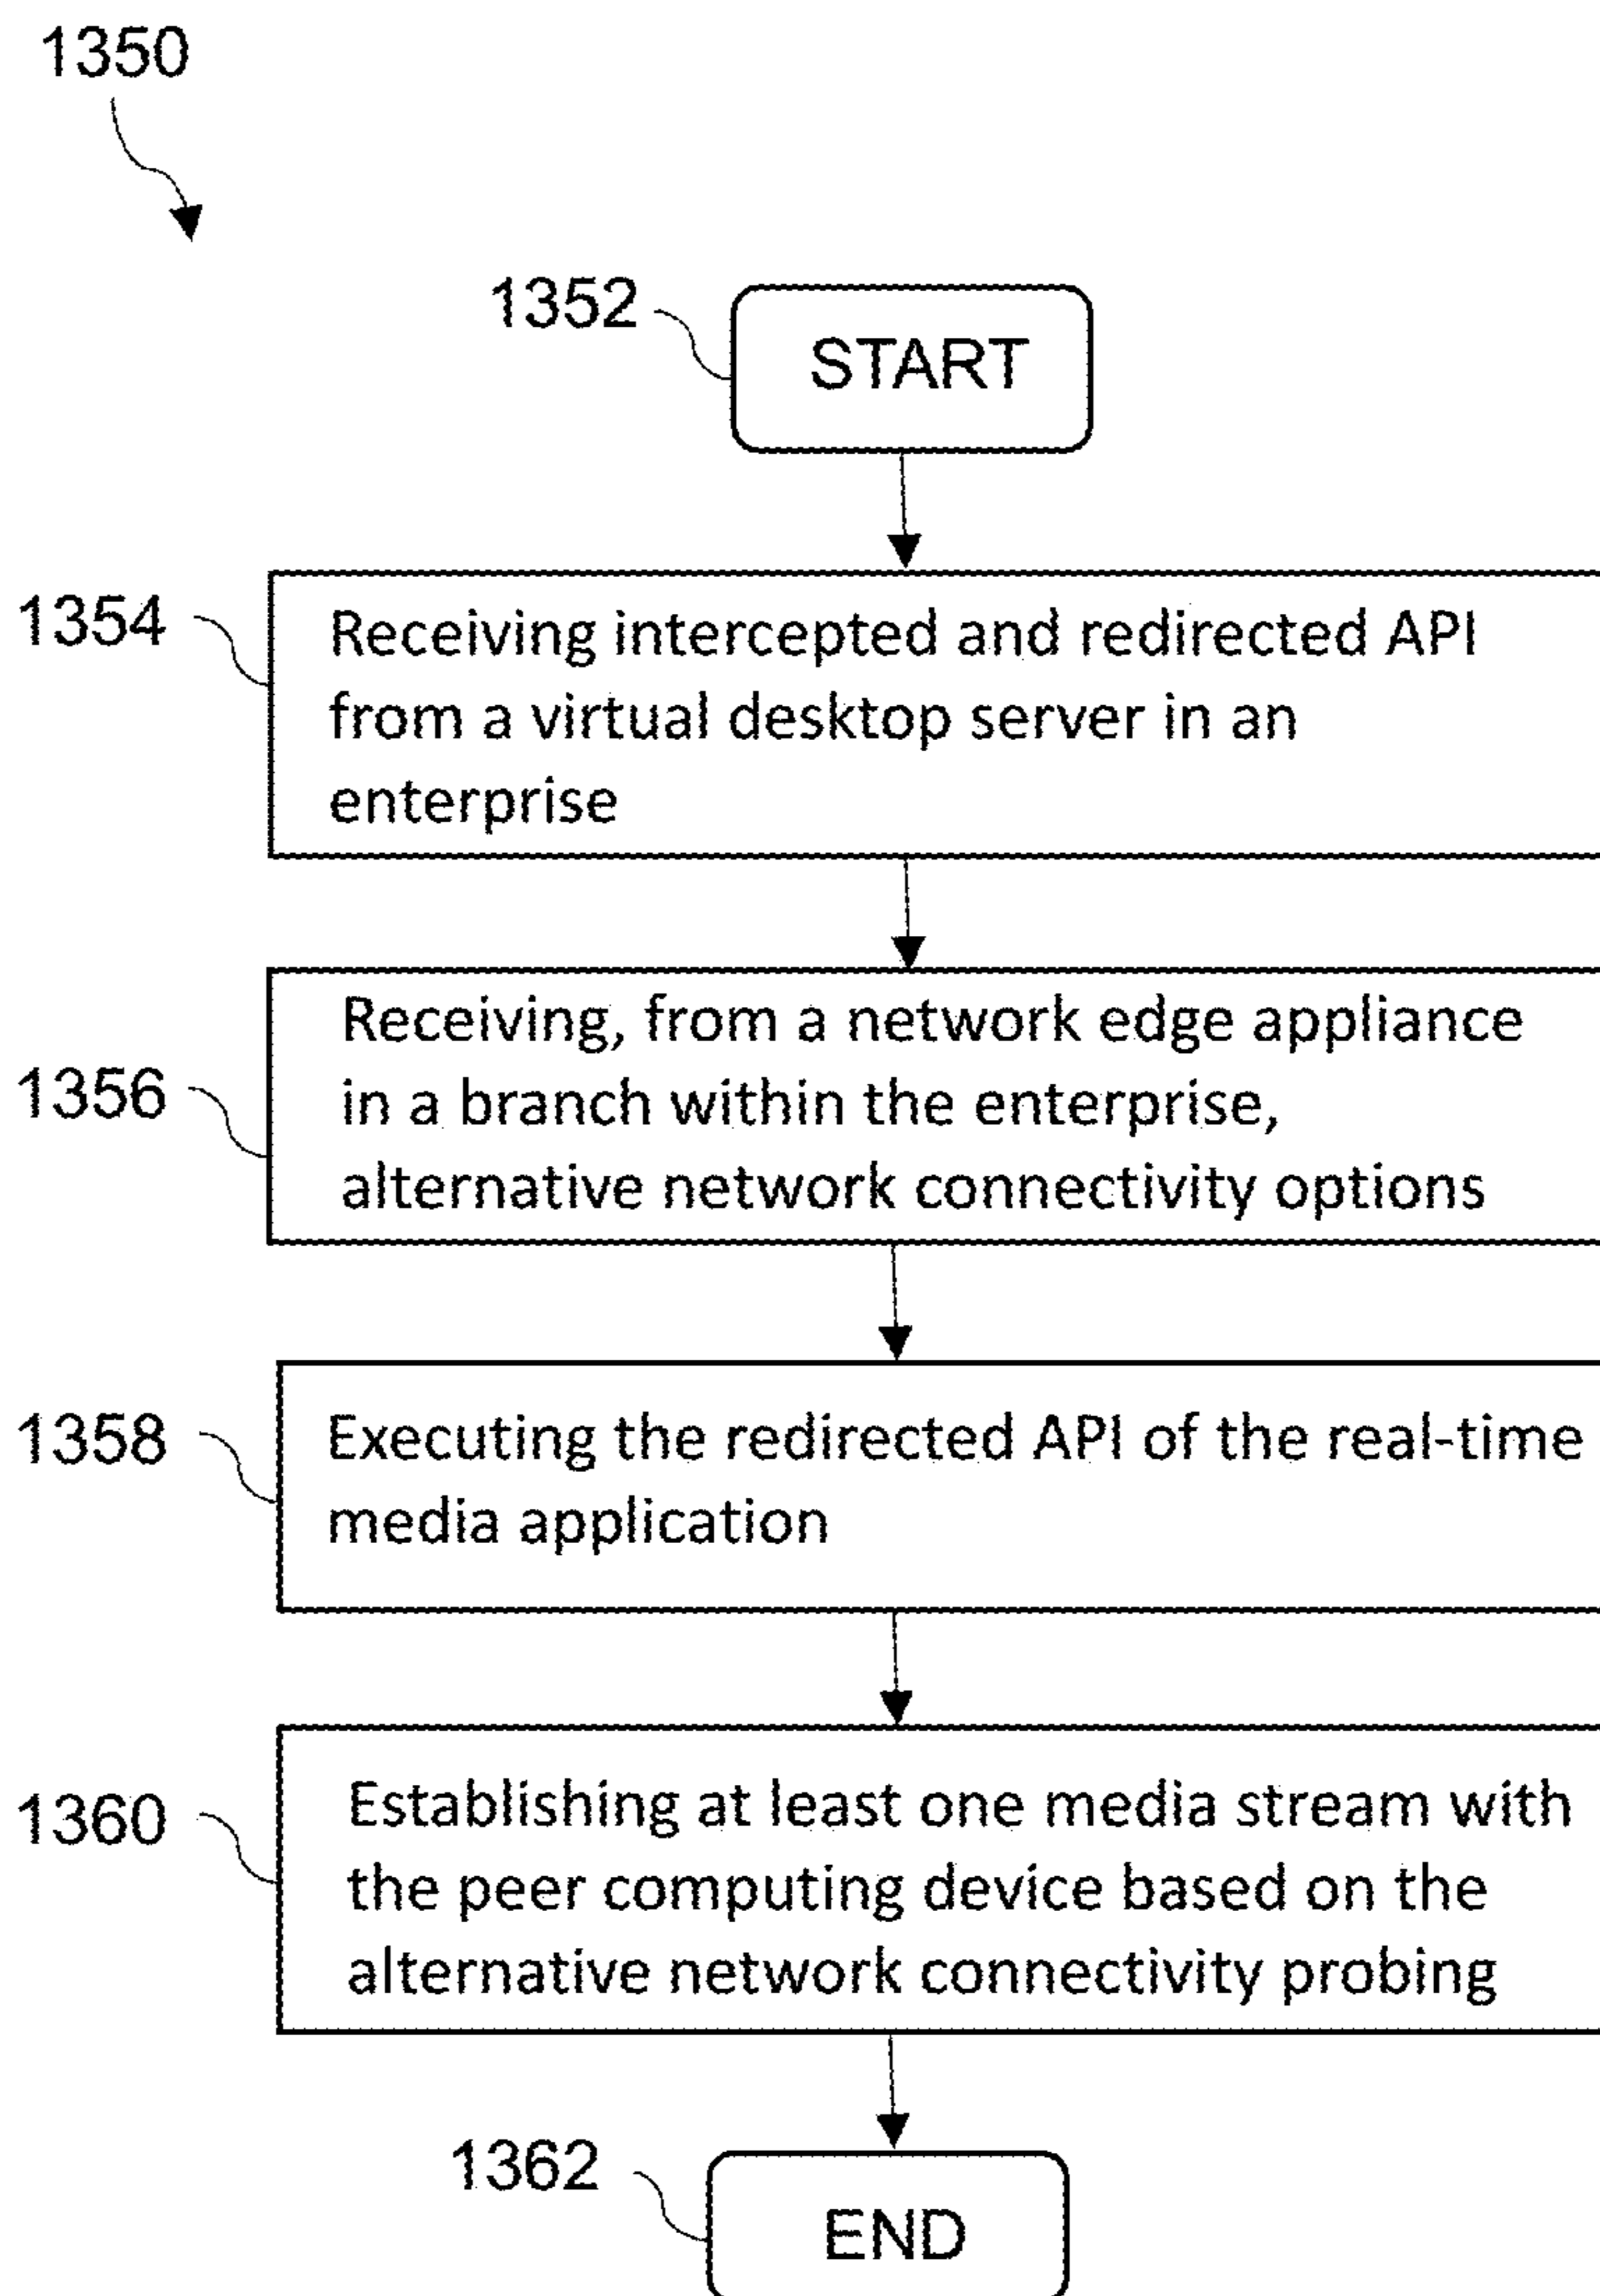 1350
1352
START
1354
Receiving intercepted and redirected API
from a virtual desktop server in an
enterprise
1356
Receiving, from a network edge appliance
in a branch within the enterprise,
alternative network connectivity options
1358
Executing the redirected API of the real-time
media application
1360
Establishing at least one media stream with
the peer computing device based on the
alternative network connectivity probing
1362
END